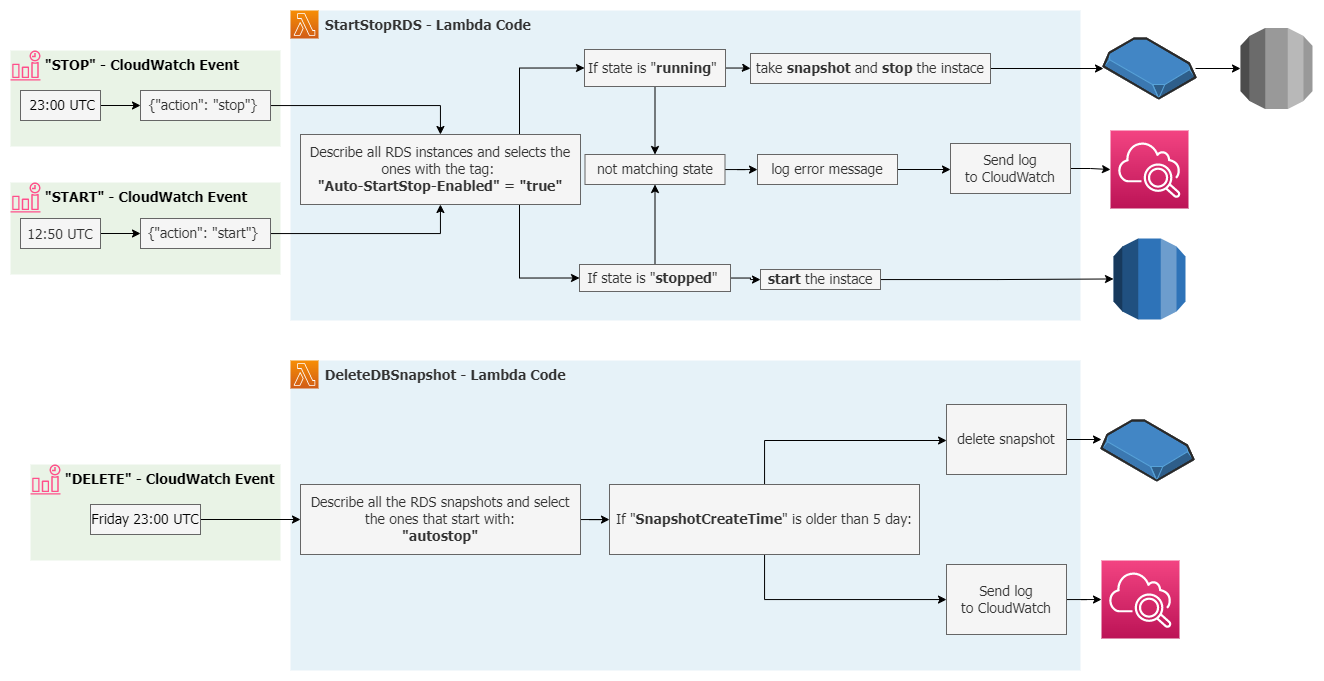 StartStopRDS - Lambda Code
"STOP" - CloudWatch Event
23:00 UTC
{"action": "stop"}
"START" - CloudWatch Event
12:50 UTC
{"action": "start"}
Describe all RDS instances and selects the
ones with the tag:
"Auto-StartStop-Enabled" = "true"
If state is "running"
take snapshot and stop the instace
not matching state
log error message
Send log
to CloudWatch
If state is "stopped"
start the instace
DeleteDBSnapshot - Lambda Code
"DELETE" - CloudWatch Event
Friday 23:00 UTC
Describe all the RDS snapshots and select
the ones that start with:
"autostop"
If "SnapshotCreateTime" is older than 5 day:
delete snapshot
Send log
to CloudWatch